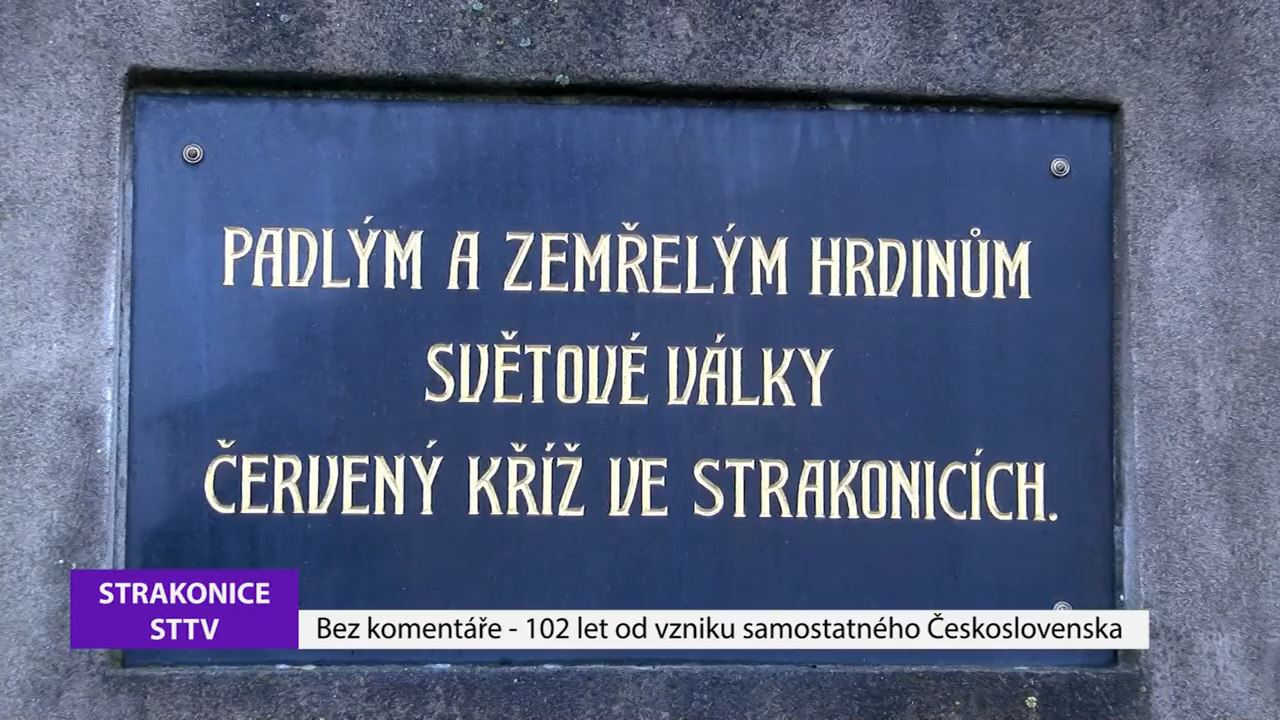 PADLÝM A ZEMŘELÝM HRDINŮM
SVĚTOVÉ VÁLKY
ČERVENÝ KŘÍŽ VE STRAKONICÍCH.
STRAKONICE
STTV
Bez komentáře - 102 let od vzniku samostatného Československa